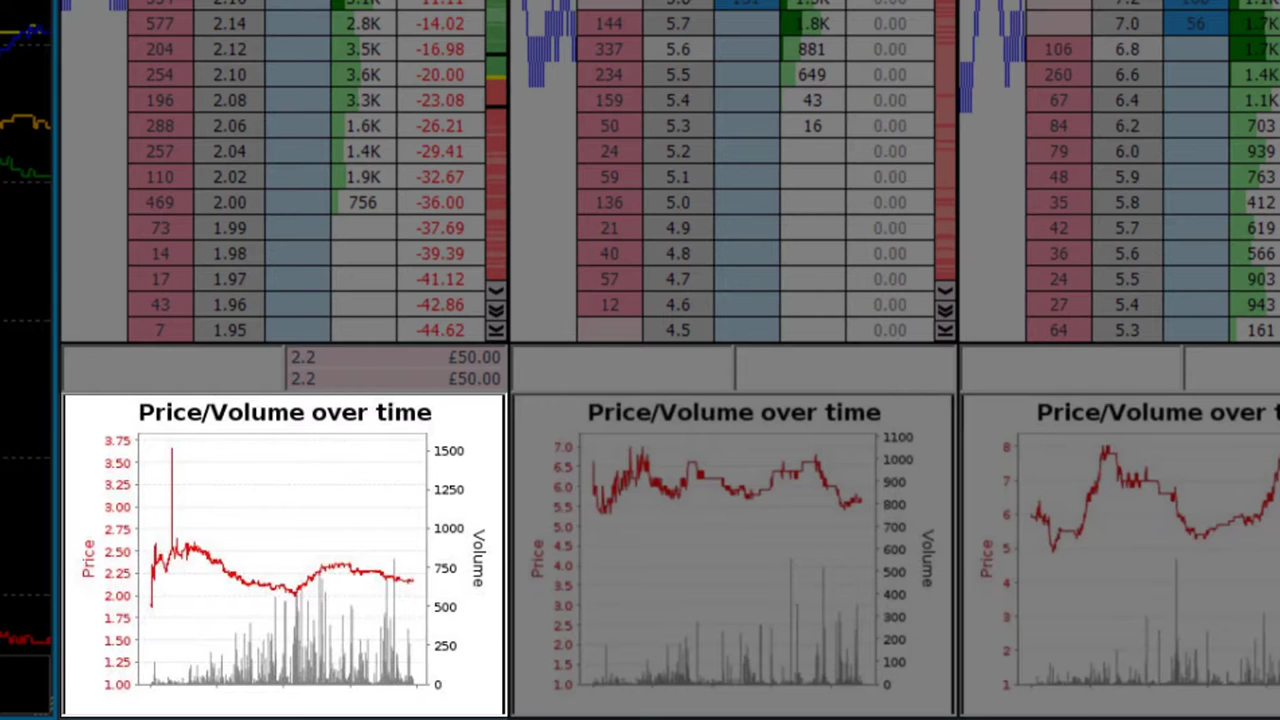 577 2.14 2.8K -14.02 144 5.7 1.8K 0.00 7.0 56 1.7K
204 2.12 3.5K -16.98 337 5.6 881 0.00 106 6.8 1.7K
254 2.10 3.6K -20.00 234 5.5 649 0.00 260 6.6 1.4K
196 2.08 3.3K -23.08 159 5.4 43 0.00 67 6.4 1.1K
288 2.06 1.6K -26.21 50 5.3 16 0.00 84 6.2 703
257 2.04 1.4K -29.41 24 5.2 0.00 79 6.0 939
110 2.02 1.9K -32.67 59 5.1 0.00 48 5.9 763
469 2.00 756 -36.00 136 5.0 0.00 35 5.8 412
73 1.99 -37.69 21 4.9 0.00 42 5.7 619
14 1.98 -39.39 40 4.8 0.00 36 5.6 566
17 1.97 -41.12 57 4.7 0.00 24 5.5 903
43 1.96 -42.86 12 4.6 0.00 27 5.4 943
7 1.95 -44.62 4.5 0.00 64 5.3 161
2.2 £50.00
2.2 £50.00
Price/Volume over time
3.75
3.50
3.25
3.00
2.75
2.50
2.25
2.00
1.75
1.50
1.25
1.00
Price
1500
1250
1000
750
500
250
0
Volume
Price/Volume over time
7.0
6.5
6.0
5.5
5.0
4.5
4.0
3.5
3.0
2.5
2.0
1.5
1.0
Price
1100
1000
900
800
700
600
500
400
300
200
100
0
Volume
Price/Volume over t
8
7
6
5
4
3
2
1
Price